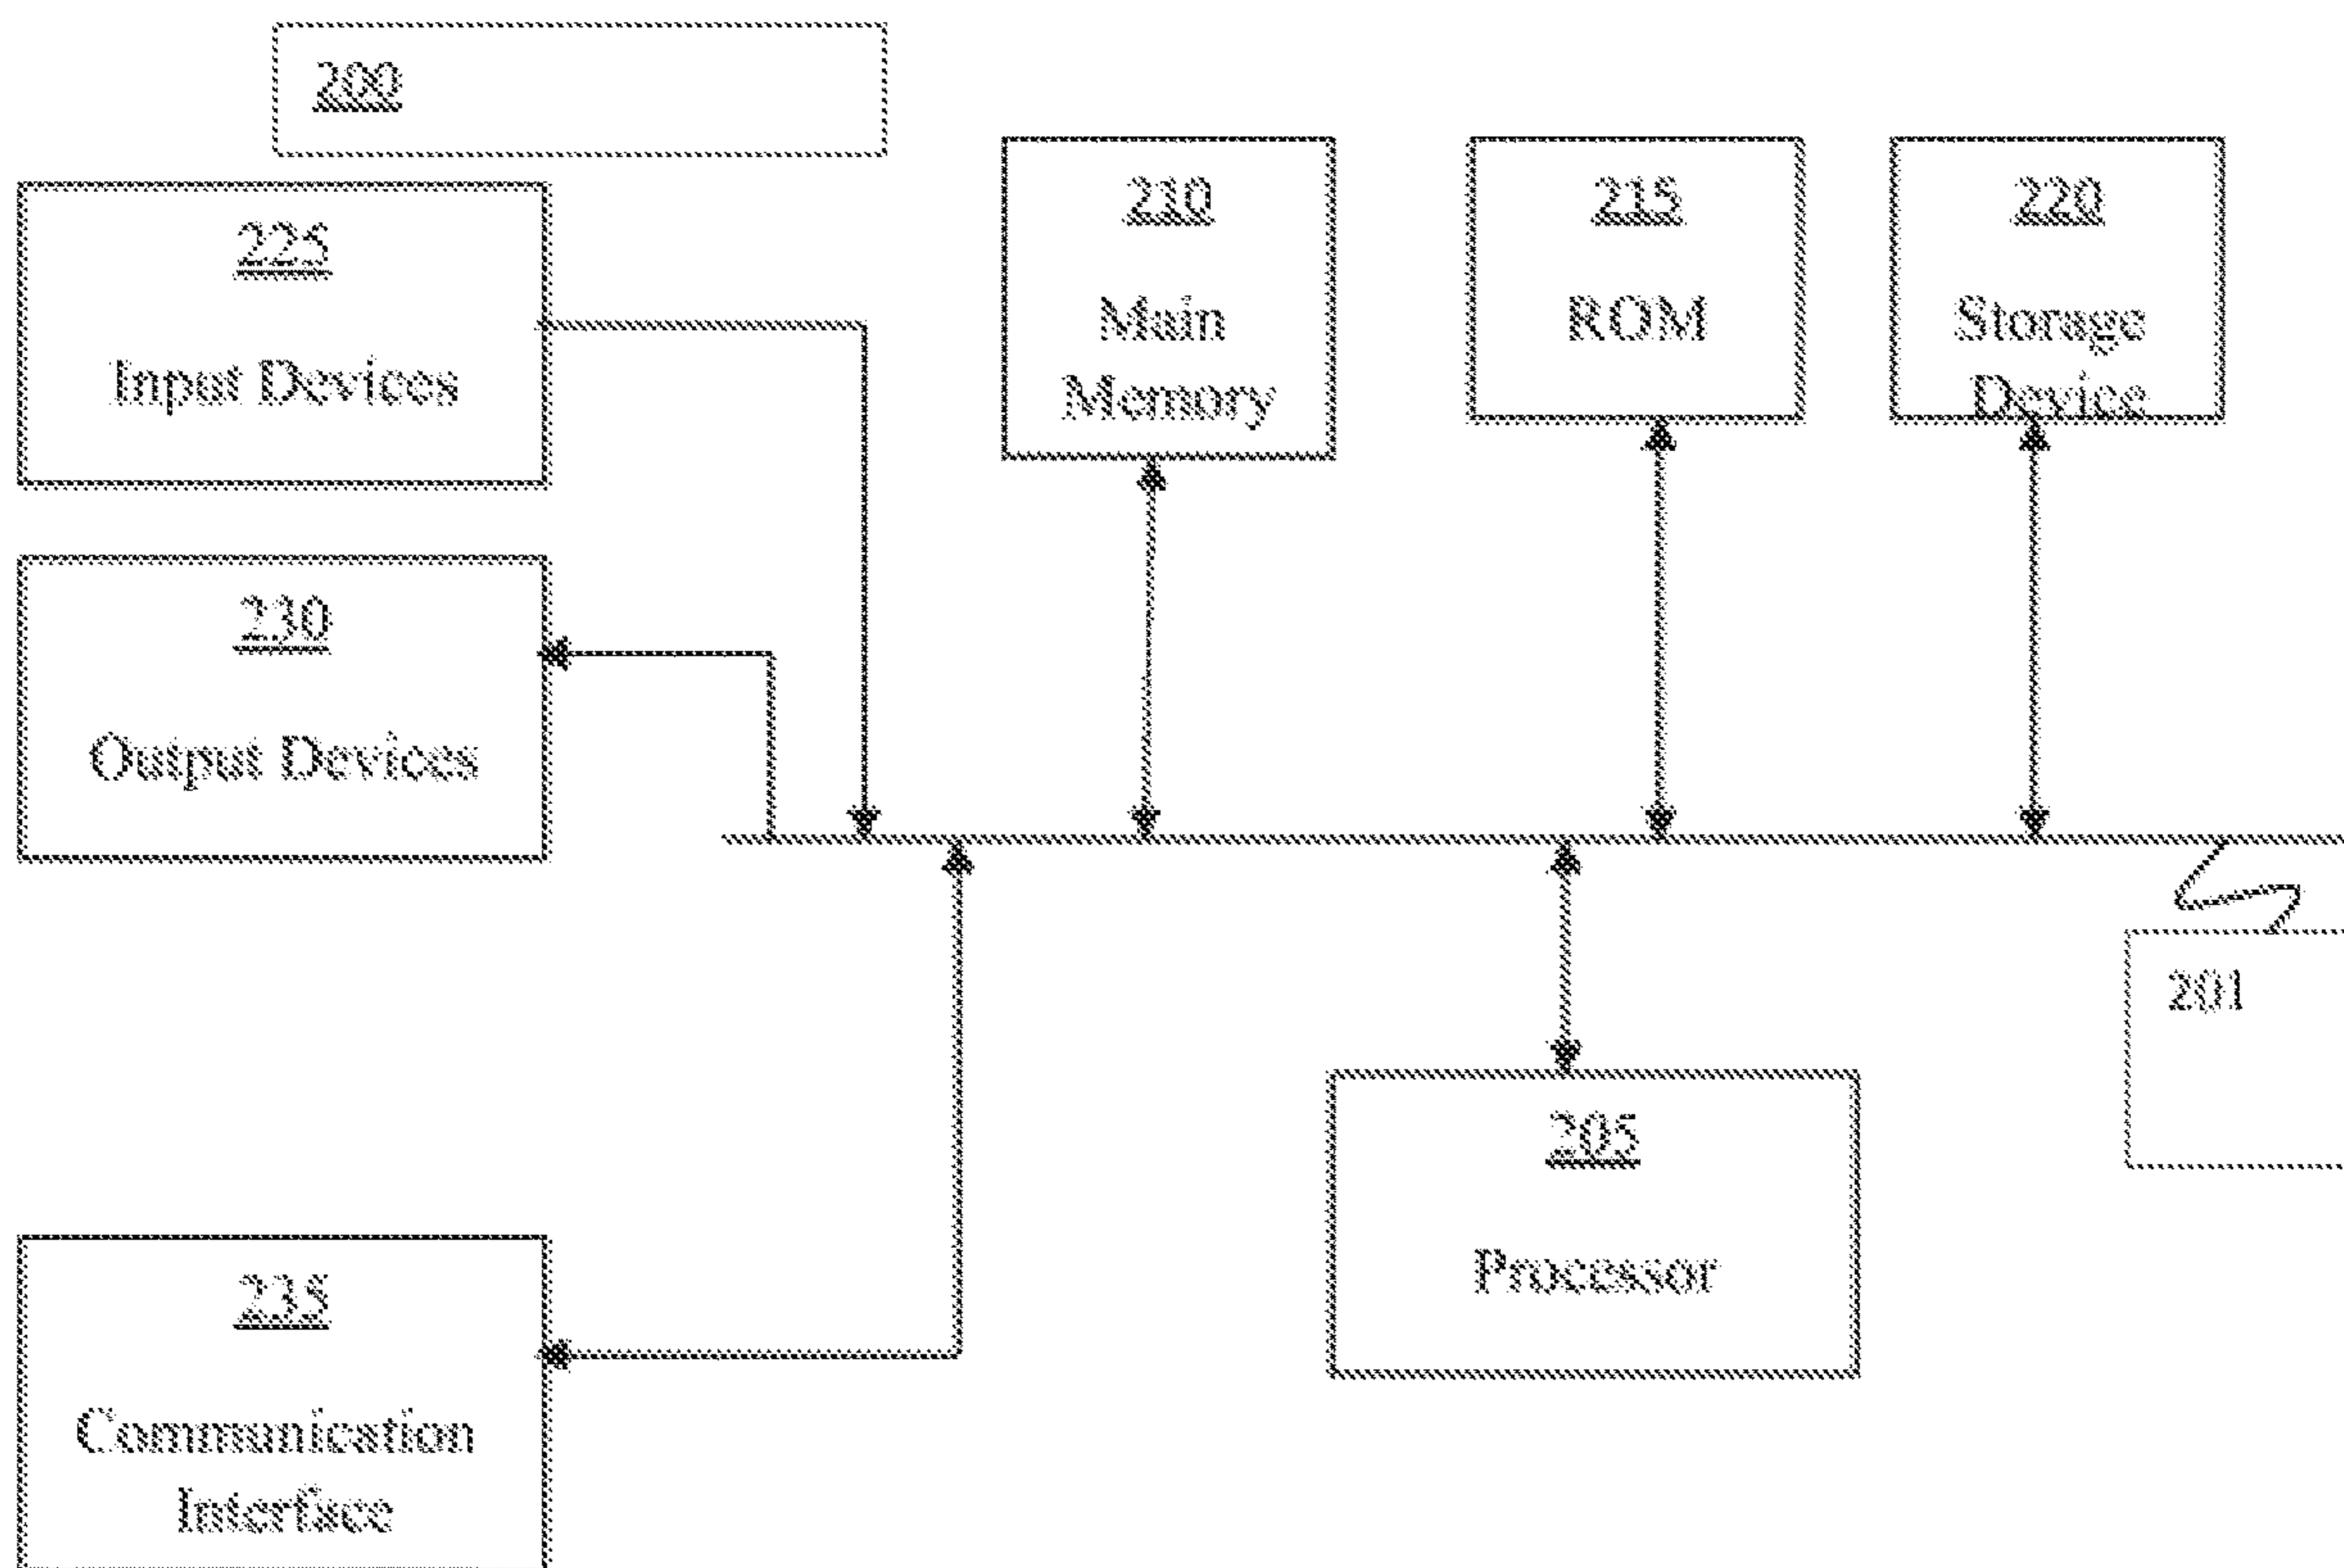 200
225
Input Devices
210
Main
Memory
215
ROM
220
Storage
Device
230
Output Devices
201
205
Processor
235
Communication
Interface